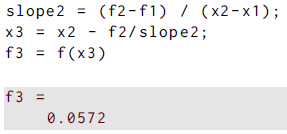 slope2 = (f2-f1) / (x2-x1);
x3 = x2 - f2/slope2;
f3 = f(x3)
f3 =
0.0572